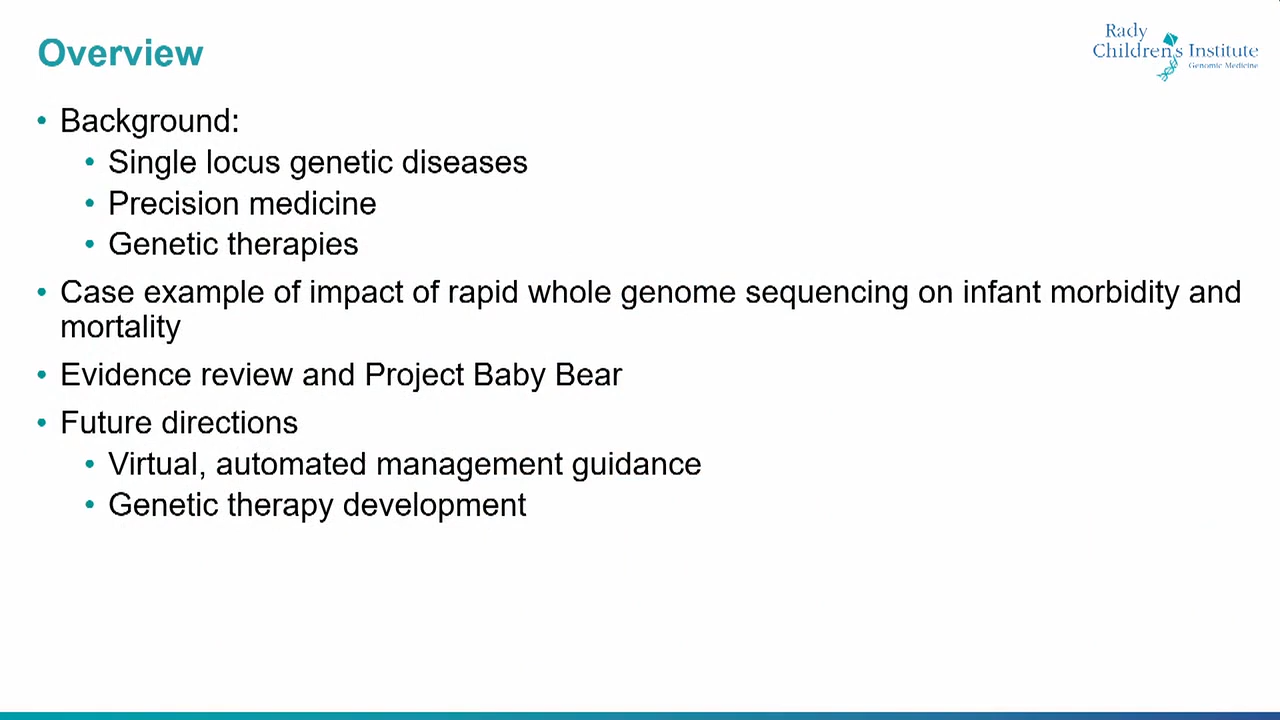 Overview
Rady
Children's Institute
Genomic Medicine
• Background:
• Single locus genetic diseases
• Precision medicine
• Genetic therapies
• Case example of impact of rapid whole genome sequencing on infant morbidity and
mortality
• Evidence review and Project Baby Bear
• Future directions
• Virtual, automated management guidance
• Genetic therapy development